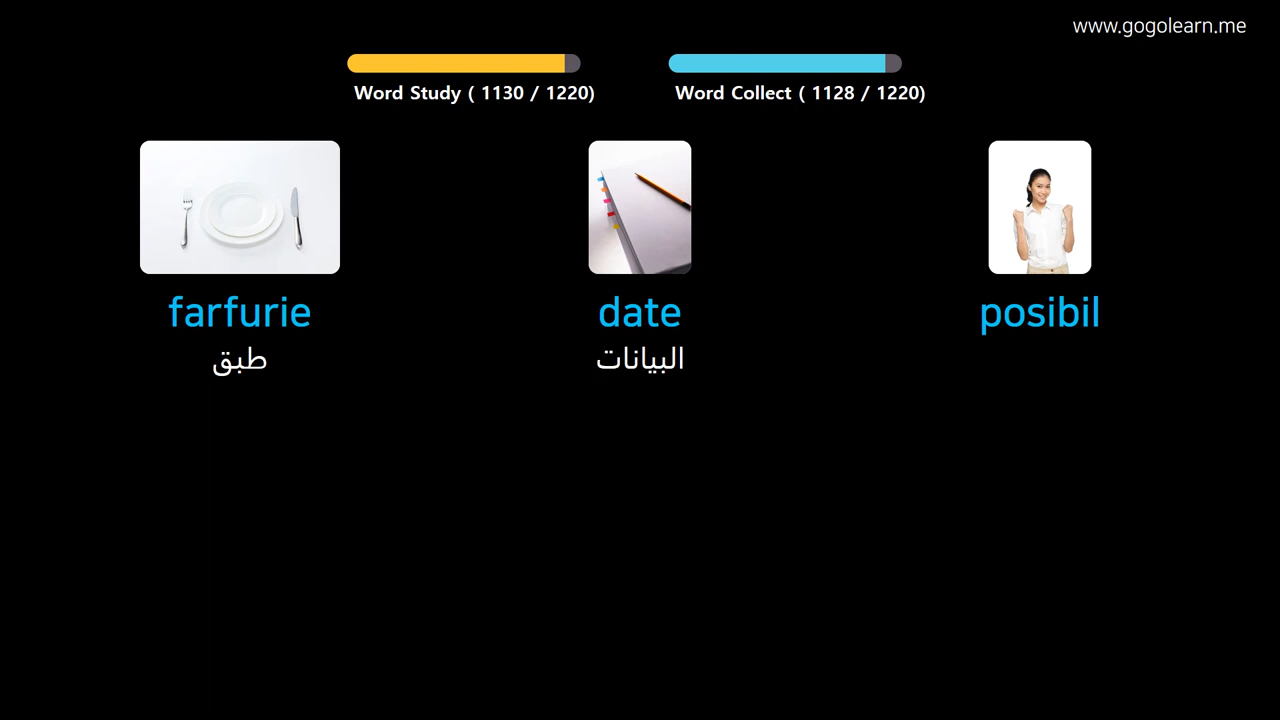 www.gogolearn.me
Word Study ( 1130 / 1220)
Word Collect ( 1128 / 1220)
farfurie
date
posibil
طبق
البيانات